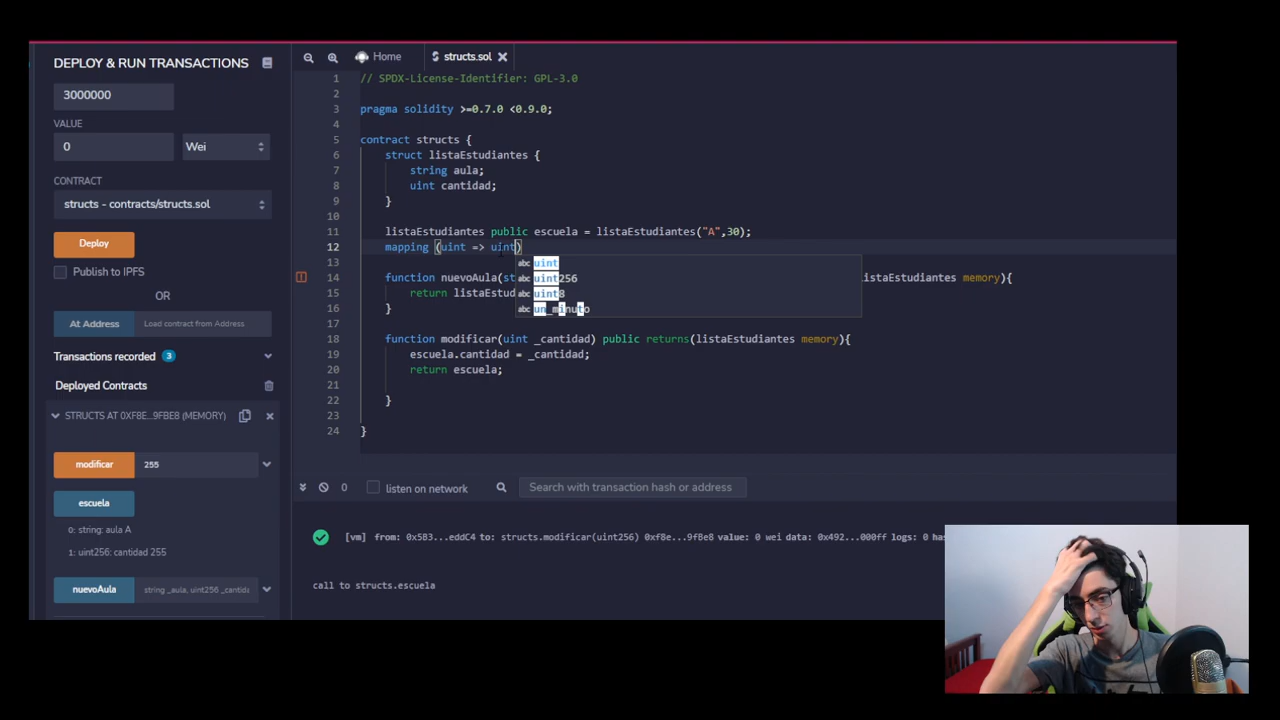 DEPLOY & RUN TRANSACTIONS
3000000
VALUE
0
Wei
CONTRACT
structs - contracts/structs.sol
Deploy
Publish to IPFS
OR
At Address
Load contract from Address
Transactions recorded
3
Deployed Contracts
STRUCTS AT 0XF8E...9FBE8 (MEMORY)
modificar
255
escuela
0: string: aula A
1: uint256: cantidad 255
nuevoAula
string _aula, uint256 _cantida
Home
structs.sol
1 // SPDX-License-Identifier: GPL-3.0
2
3 pragma solidity >=0.7.0 <0.9.0;
4
5 contract structs {
6 struct listaEstudiantes {
7 string aula;
8 uint cantidad;
9 }
10
11 listaEstudiantes public escuela = listaEstudiantes("A",30);
12 mapping (uint => uint)
abc uint
abc uint256
abc uint8
abc un_minuto
13
14 function nuevoAula(st listaEstudiantes memory){
15 return listaEstud
16 }
17
18 function modificar(uint _cantidad) public returns(listaEstudiantes memory){
19 escuela.cantidad = _cantidad;
20 return escuela;
21
22 }
23
24 }
0
listen on network
Search with transaction hash or address
[vm] from: 0x5B3...eddC4 to: structs.modificar(uint256) 0xf8e...9fBe8 value: 0 wei data: 0x492...000ff logs: 0 has
call to structs.escuela